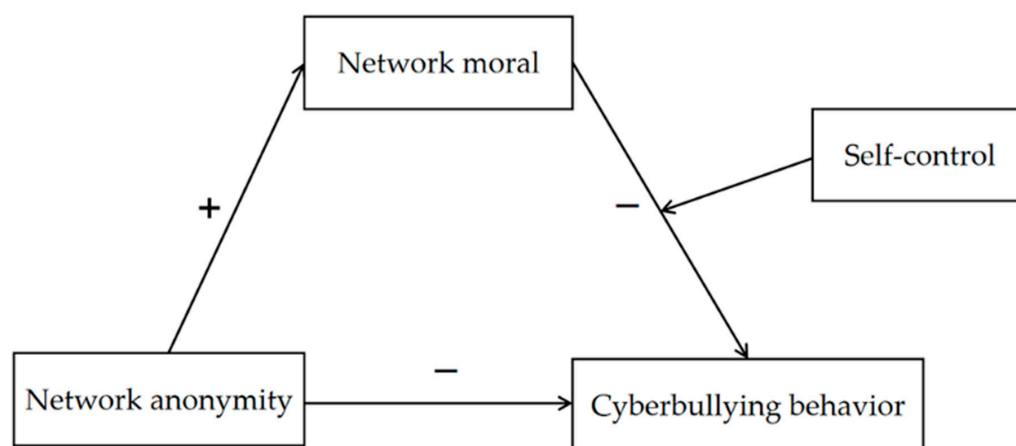 Network moral
Self-control
+
−
Network anonymity
−
Cyberbullying behavior